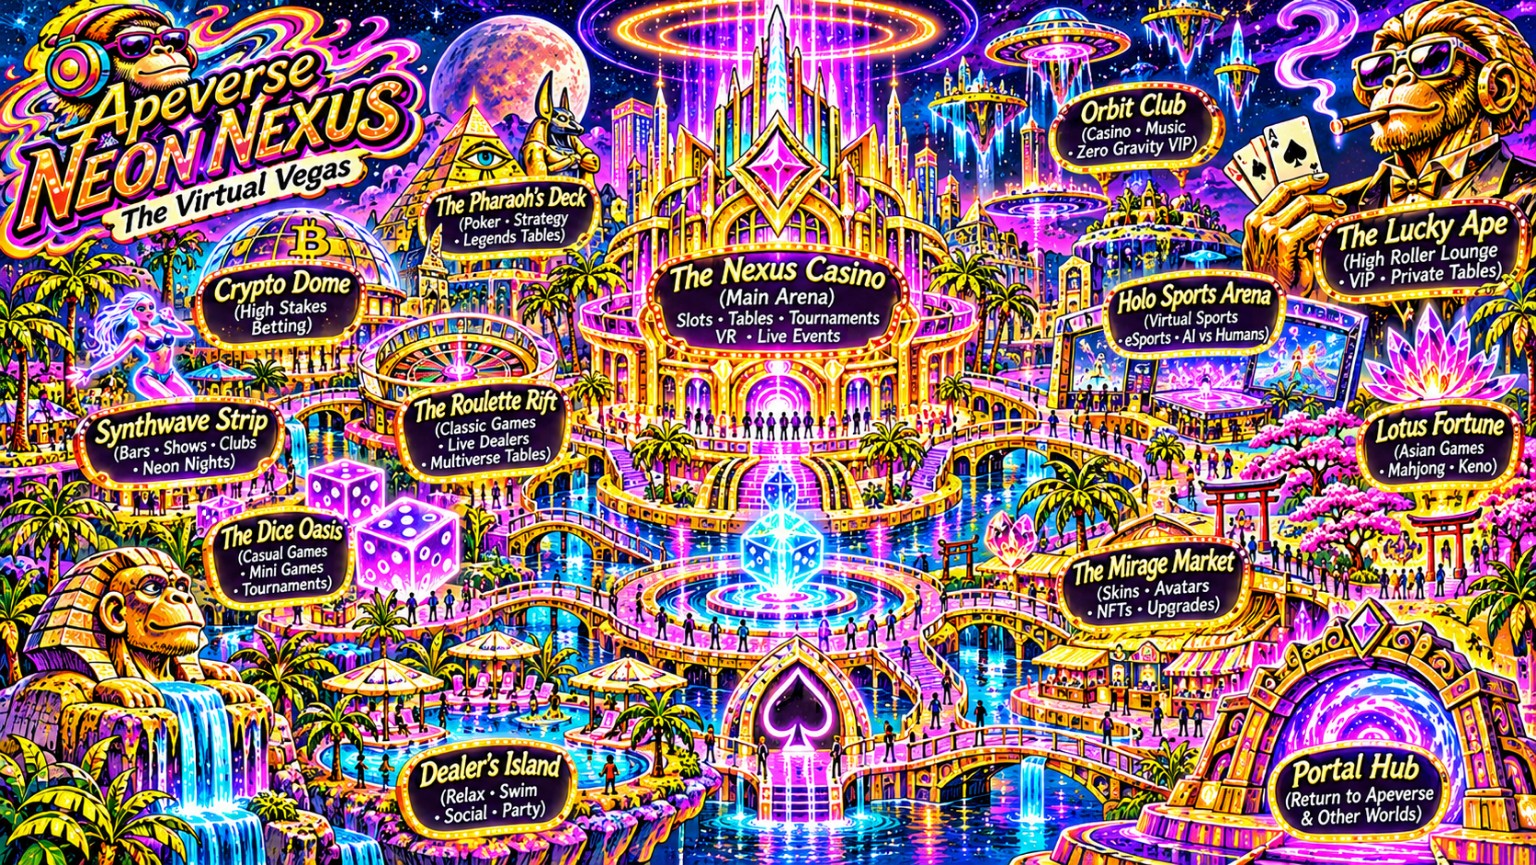 Apeverse
NEON NEXUS
The Virtual Vegas
The Pharaoh's Deck
(Poker • Strategy
• Legends Tables)
Orbit Club
(Casino • Music
• Zero Gravity VIP)
A
The Lucky Ape
(High Roller Lounge
• VIP • Private Tables)
Crypto Dome
(High Stakes
Betting)
The Nexus Casino
(Main Arena)
Slots • Tables • Tournaments
VR • Live Events
Holo Sports Arena
(Virtual Sports
• eSports • AI vs Humans)
Synthwave Strip
(Bars • Shows • Clubs
• Neon Nights)
The Roulette Rift
(Classic Games
• Live Dealers
• Multiverse Tables)
Lotus Fortune
(Asian Games
• Mahjong • Keno)
The Dice Oasis
(Casual Games
• Mini Games
• Tournaments)
The Mirage Market
(Skins • Avatars
• NFTs • Upgrades)
Dealer's Island
(Relax • Swim
• Social • Party)
Portal Hub
(Return to Apeverse
& Other Worlds)